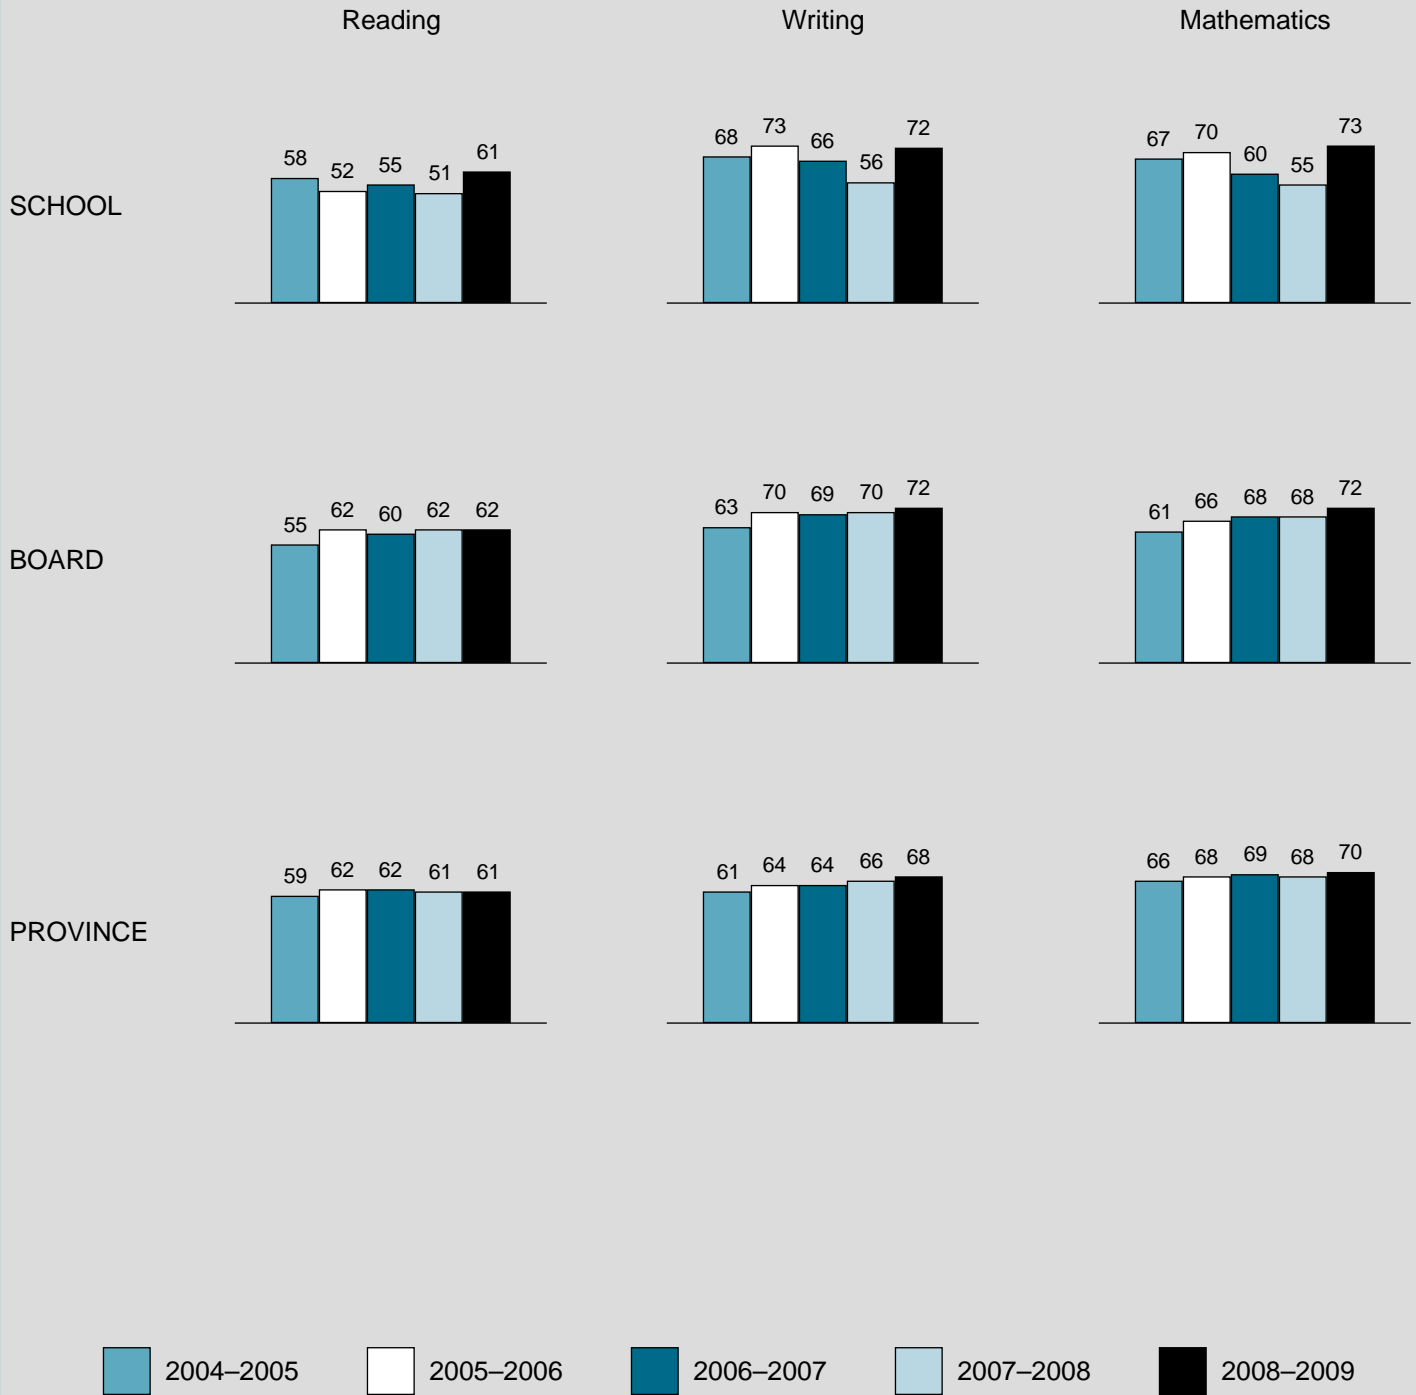 Reading Writing Mathematics
58 52 55 51 61
68 73 66 56 72
67 70 60 55 73
SCHOOL
55 62 60 62 62
63 70 69 70 72
61 66 68 68 72
BOARD
59 62 62 61 61
61 64 64 66 68
66 68 69 68 70
PROVINCE
2004–2005 2005–2006 2006–2007 2007–2008 2008–2009